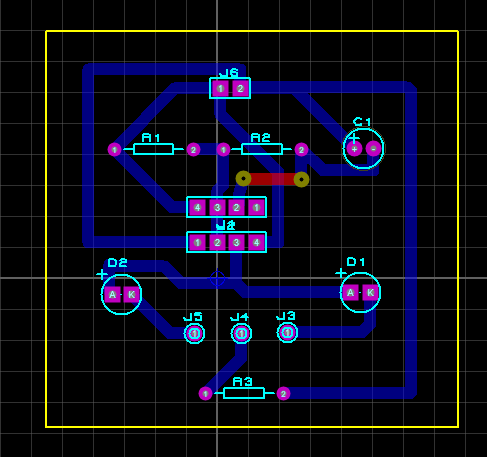 J6
1 2
C1
+
+ -
R1 R2
1 2 1 2
4 3 2 1
J2
1 2 3 4
D2 D1
+ +
A K A K
J5 J4 J3
1 1 1
R3
1 2